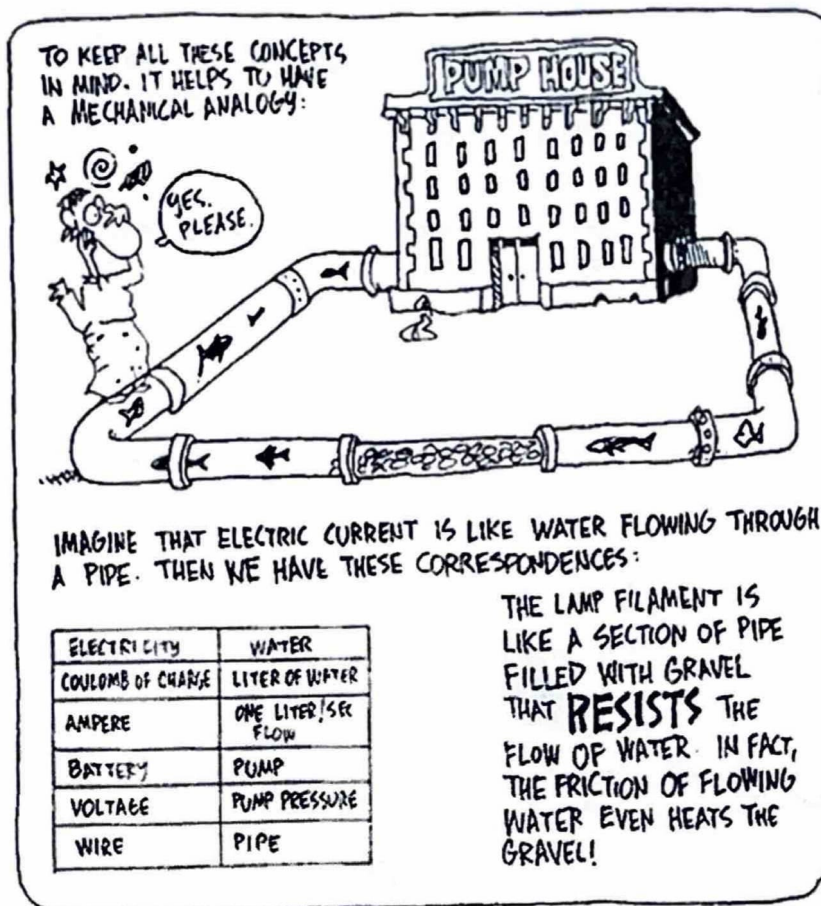 TO KEEP ALL THESE CONCEPTS
IN MIND. IT HELPS TO HAVE
A MECHANICAL ANALOGY:
PUMP HOUSE
YES.
PLEASE.
IMAGINE THAT ELECTRIC CURRENT IS LIKE WATER FLOWING THROUGH
A PIPE. THEN WE HAVE THESE CORRESPONDENCES:
ELECTRICITY WATER
COULOMB OF CHARGE LITER OF WATER
AMPERE ONE LITER/SEC
FLOW
BATTERY PUMP
VOLTAGE PUMP PRESSURE
WIRE PIPE
THE LAMP FILAMENT IS
LIKE A SECTION OF PIPE
FILLED WITH GRAVEL
THAT RESISTS THE
FLOW OF WATER. IN FACT,
THE FRICTION OF FLOWING
WATER EVEN HEATS THE
GRAVEL!